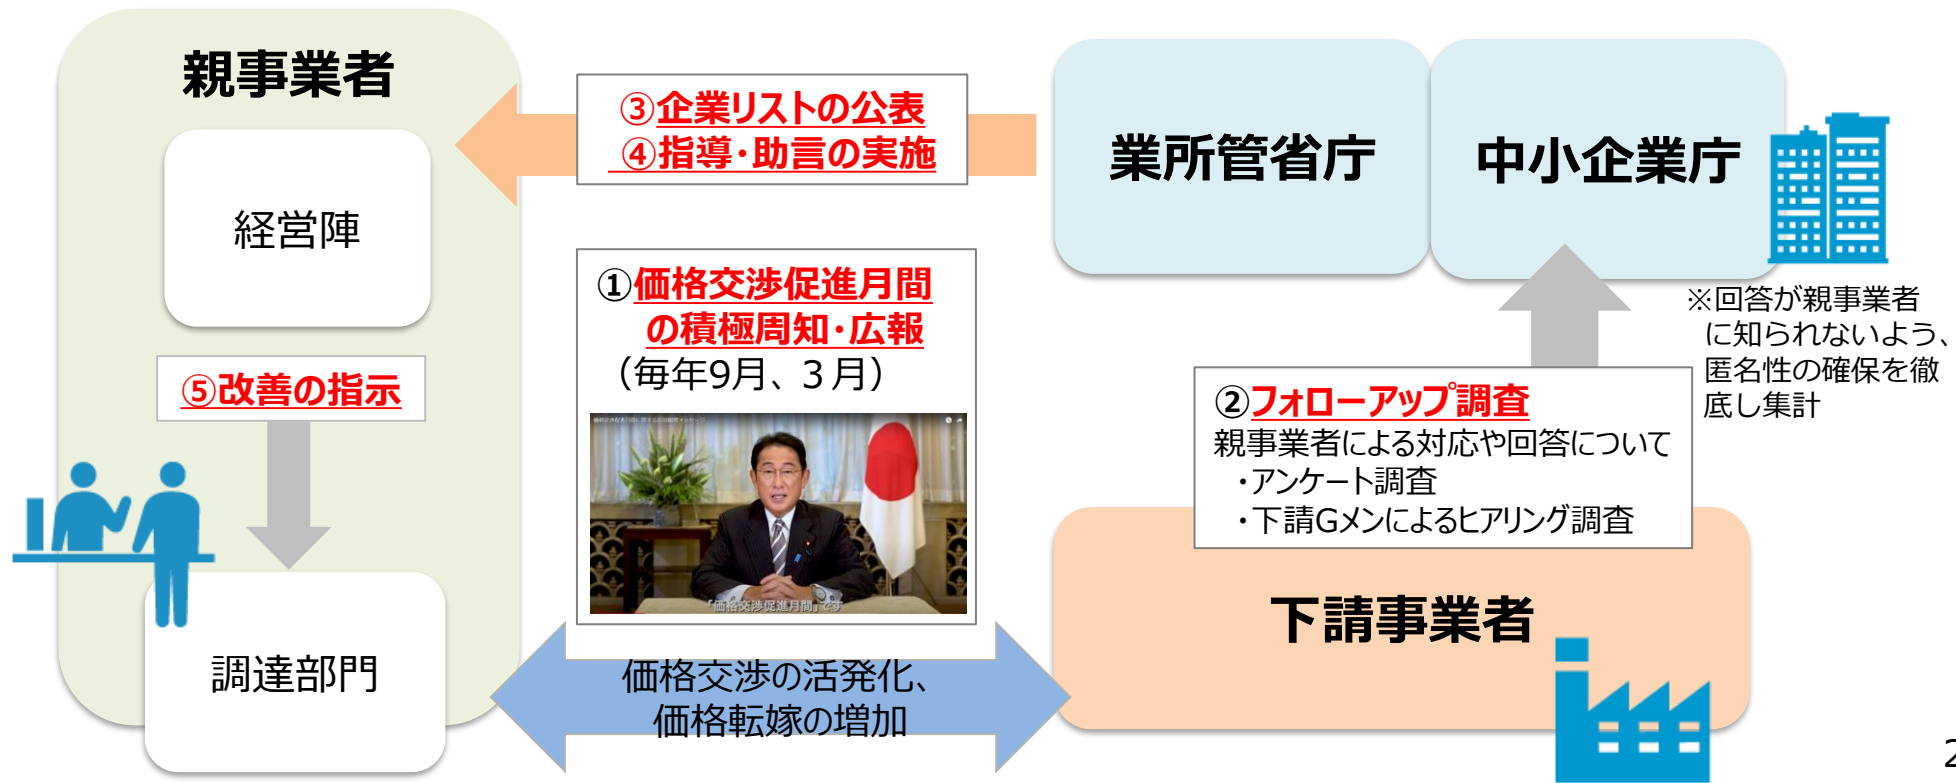 親事業者
経営陣
⑤改善の指示
調達部門
③企業リストの公表
④指導・助言の実施
①価格交渉促進月間
の積極周知・広報
（毎年9月、３月）
「価格交渉促進月間」です
価格交渉の活発化、
価格転嫁の増加
業所管省庁
中小企業庁
※回答が親事業者
に知られないよう、
匿名性の確保を徹
底し集計
②フォローアップ調査
親事業者による対応や回答について
・アンケート調査
・下請Gメンによるヒアリング調査
下請事業者